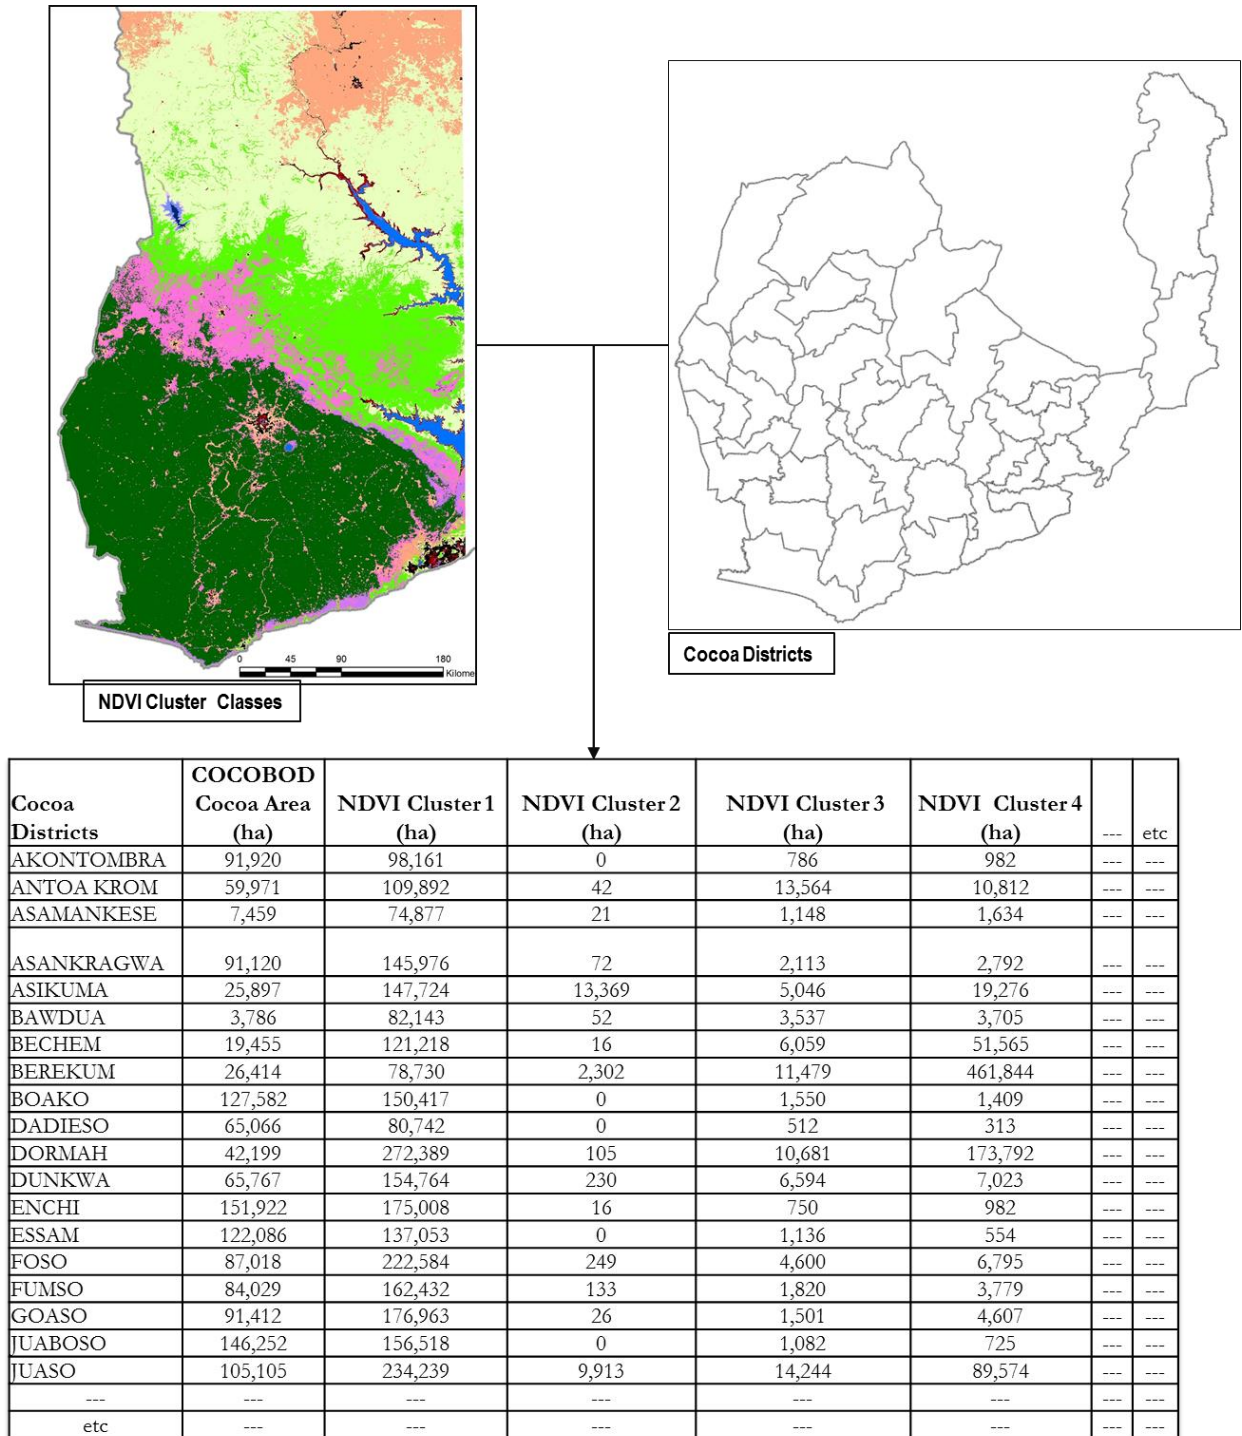 0 45 90 180
Kilome
NDVI Cluster Classes
Cocoa Districts
Cocoa Districts COCOBOD Cocoa Area (ha) NDVI Cluster 1 (ha) NDVI Cluster 2 (ha) NDVI Cluster 3 (ha) NDVI Cluster 4 (ha) --- etc
AKONTOMBRA 91,920 98,161 0 786 982 --- ---
ANTOA KROM 59,971 109,892 42 13,564 10,812 --- ---
ASAMANKESE 7,459 74,877 21 1,148 1,634 --- ---
ASANKRAGWA 91,120 145,976 72 2,113 2,792 --- ---
ASIKUMA 25,897 147,724 13,369 5,046 19,276 --- ---
BAWDUA 3,786 82,143 52 3,537 3,705 --- ---
BECHEM 19,455 121,218 16 6,059 51,565 --- ---
BEREKUM 26,414 78,730 2,302 11,479 461,844 --- ---
BOAKO 127,582 150,417 0 1,550 1,409 --- ---
DADIESO 65,066 80,742 0 512 313 --- ---
DORMAH 42,199 272,389 105 10,681 173,792 --- ---
DUNKWA 65,767 154,764 230 6,594 7,023 --- ---
ENCHI 151,922 175,008 16 750 982 --- ---
ESSAM 122,086 137,053 0 1,136 554 --- ---
FOSO 87,018 222,584 249 4,600 6,795 --- ---
FUMSO 84,029 162,432 133 1,820 3,779 --- ---
GOASO 91,412 176,963 26 1,501 4,607 --- ---
JUABOSO 146,252 156,518 0 1,082 725 --- ---
JUASO 105,105 234,239 9,913 14,244 89,574 --- ---
--- --- --- --- --- --- --- ---
etc --- --- --- --- --- --- ---